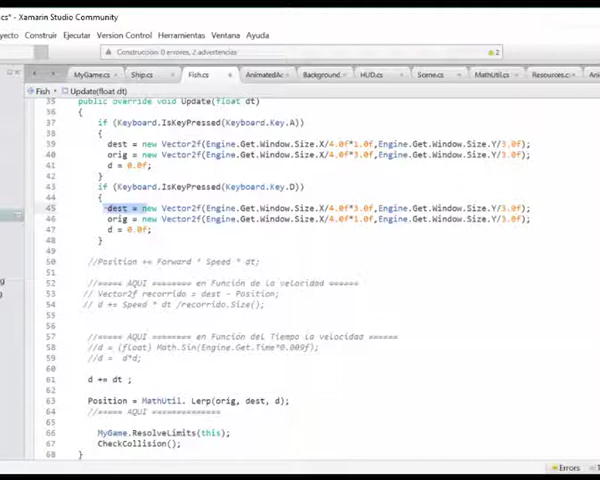 cs* - Xamarin Studio Community
yecto Construir Ejecutar Version Control Herramientas Ventana Ayuda
Construcción: 0 errores, 2 advertencias 2
MyGame.cs Ship.cs Fish.cs AnimatedAc Background. HUD.cs Scene.cs MathUtil.cs Resources.c
Fish Update(float dt)
35 public override void Update(float dt)
36 {
37 if (Keyboard.IsKeyPressed(Keyboard.Key.A))
38 {
39 dest = new Vector2f(Engine.Get.Window.Size.X/4.0f*1.0f,Engine.Get.Window.Size.Y/3.0f);
40 orig = new Vector2f(Engine.Get.Window.Size.X/4.0f*3.0f,Engine.Get.Window.Size.Y/3.0f);
41 d = 0.0f;
42 }
43 if (Keyboard.IsKeyPressed(Keyboard.Key.D))
44 {
45 dest = new Vector2f(Engine.Get.Window.Size.X/4.0f*3.0f,Engine.Get.Window.Size.Y/3.0f);
46 orig = new Vector2f(Engine.Get.Window.Size.X/4.0f*1.0f,Engine.Get.Window.Size.Y/3.0f);
47 d = 0.0f;
48 }
49
50 //Position += Forward * Speed * dt;
51
52 //===== AQUI ======== en Función de la velocidad ======
53 // Vector2f recorrido = dest - Position;
54 // d += Speed * dt /recorrido.Size();
55
56
57 //===== AQUI ======== en Función del Tiempo la velocidad ======
58 //d = (float) Math.Sin(Engine.Get.Time*0.009f);
59 //d = d*d;
60
61 d += dt ;
62
63 Position = MathUtil. Lerp(orig, dest, d);
64 //===== AQUI =============
65
66 MyGame.ResolveLimits(this);
67 CheckCollision();
68 }
Errors